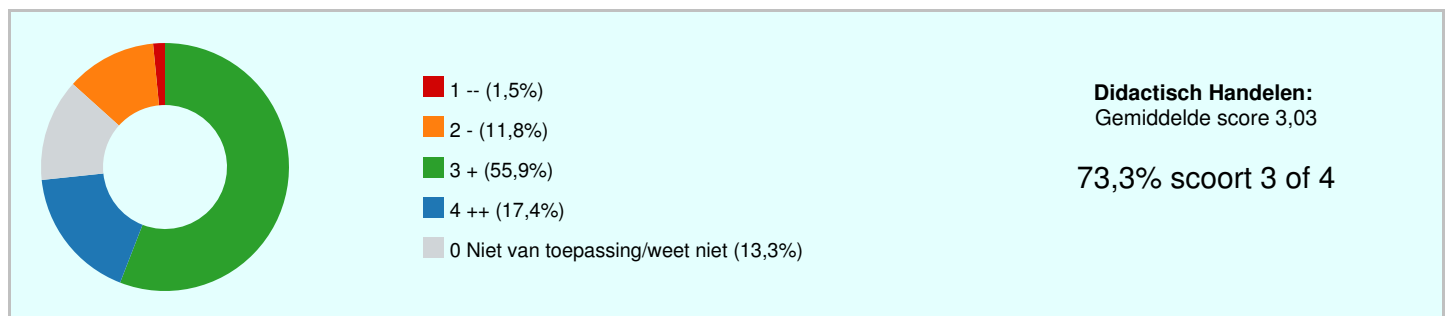 1 -- (1,5%)
2 - (11,8%)
3 + (55,9%)
4 ++ (17,4%)
0 Niet van toepassing/weet niet (13,3%)
Didactisch Handelen:
Gemiddelde score 3,03
73,3% scoort 3 of 4